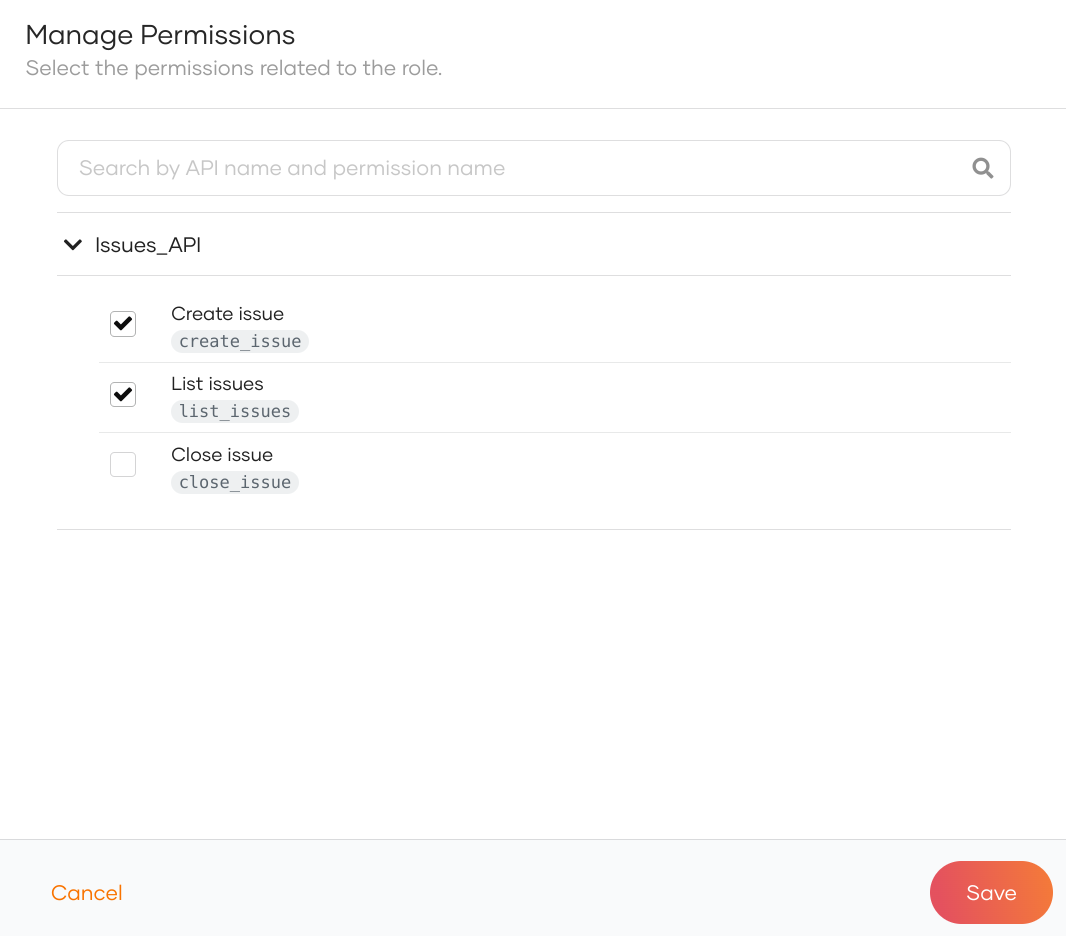 Manage Permissions
Select the permissions related to the role.
Search by API name and permission name
Issues_API
Create issue
create_issue
List issues
list_issues
Close issue
close_issue
Cancel
Save